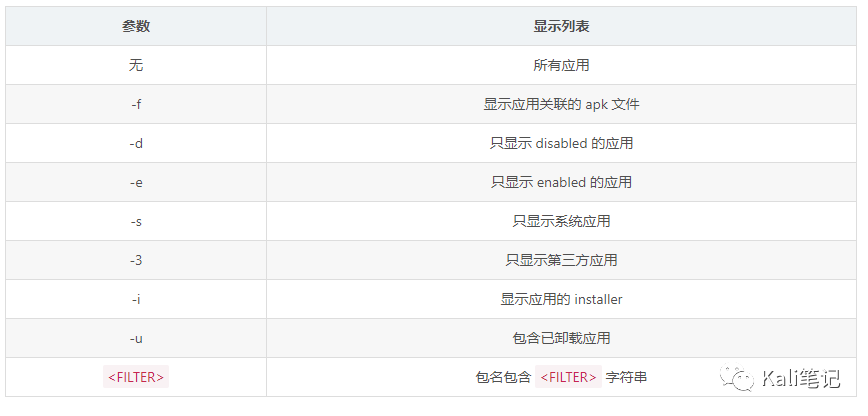 参数 显示列表
无 所有应用
-f 显示应用关联的 apk 文件
-d 只显示 disabled 的应用
-e 只显示 enabled 的应用
-s 只显示系统应用
-3 只显示第三方应用
-i 显示应用的 installer
-u 包含已卸载应用
<FILTER> 包名包含 <FILTER> 字符串
Kali笔记